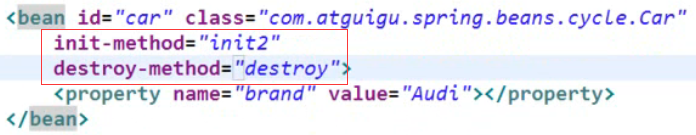 <bean id="car" class="com.atguigu.spring.beans.cycle.Car"
init-method="init2"
destroy-method="destroy">
<property name="brand" value="Audi"></property>
</bean>